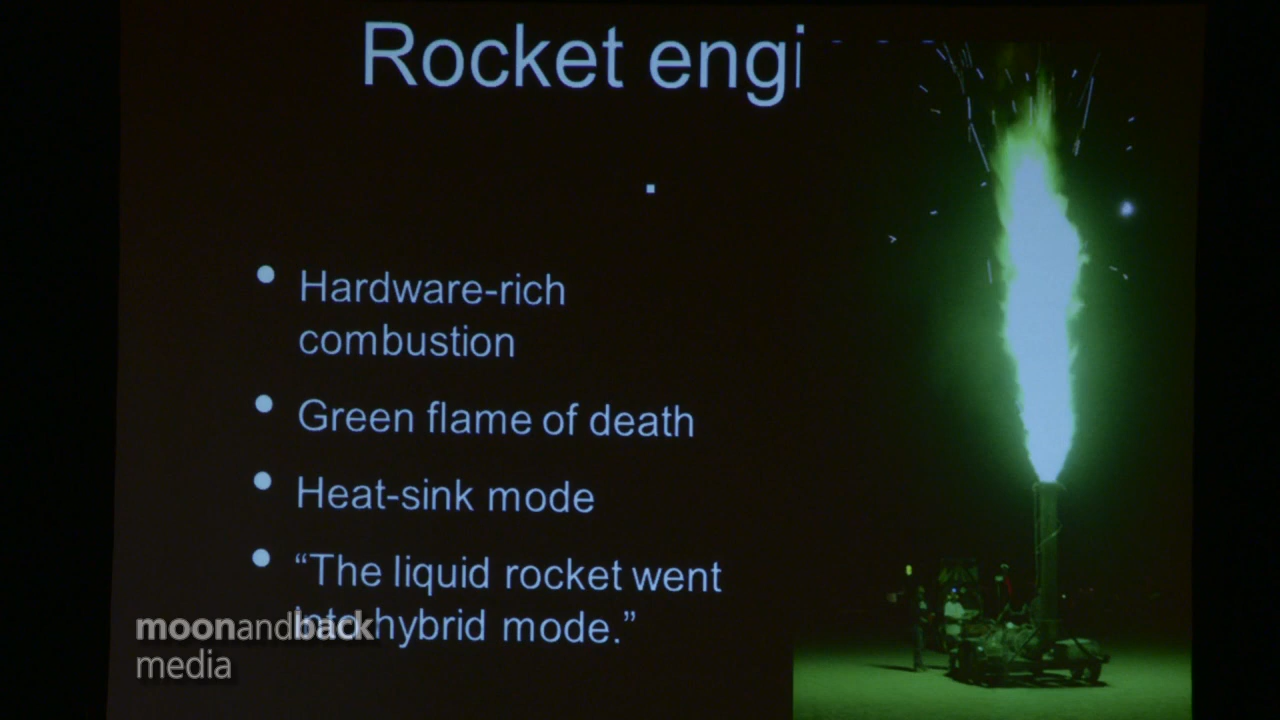 Rocket engi
• Hardware-rich
combustion
• Green flame of death
• Heat-sink mode
• “The liquid rocket went
into hybrid mode.”
moonandback
media